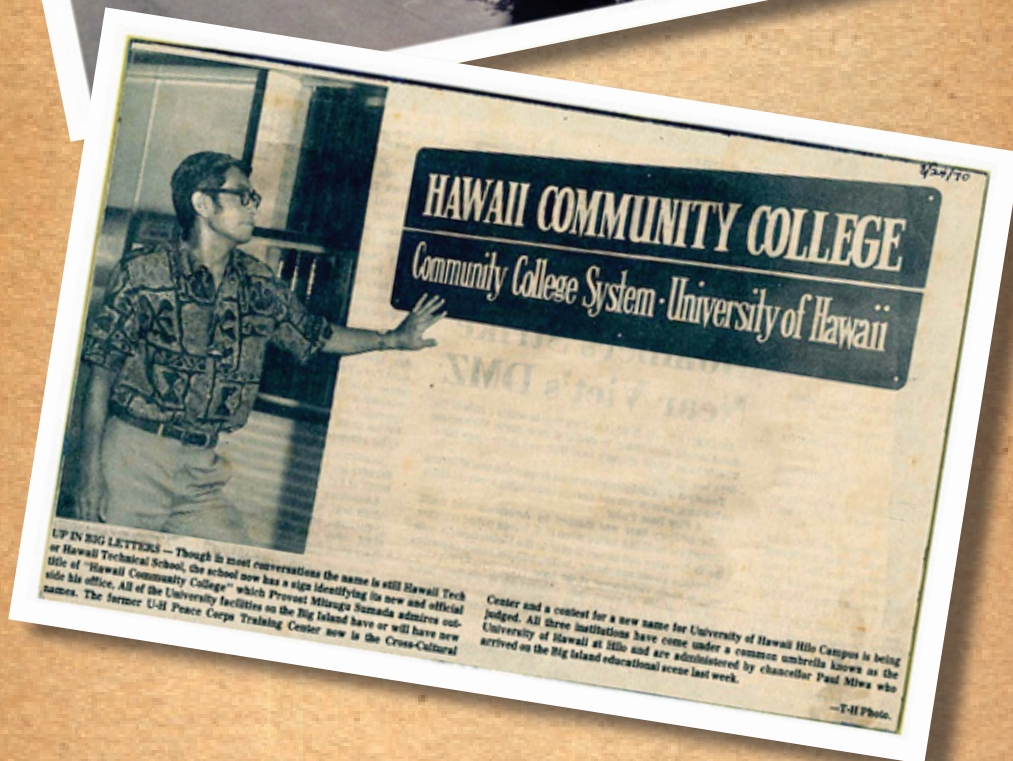 8/24/70
HAWAII COMMUNITY COLLEGE
Community College System · University of Hawaii
UP IN BIG LETTERS — Though in most conversations the name is still Hawaii Tech
or Hawaii Technical School, the school now has a sign identifying its new and official
title of "Hawaii Community College" which Provost Mitsugu Sumada admires out-
side his office. All of the University facilities on the Big Island have or will have new
names. The former U-H Peace Corps Training Center now is the Cross-Cultural
Center and a contest for a new name for University of Hawaii Hilo Campus is being
judged. All three institutions have come under a common umbrella known as the
University of Hawaii at Hilo and are administered by chancellor Paul Miwa who
arrived on the Big Island educational scene last week.
—T-H Photo.
Near Viet's DMZ